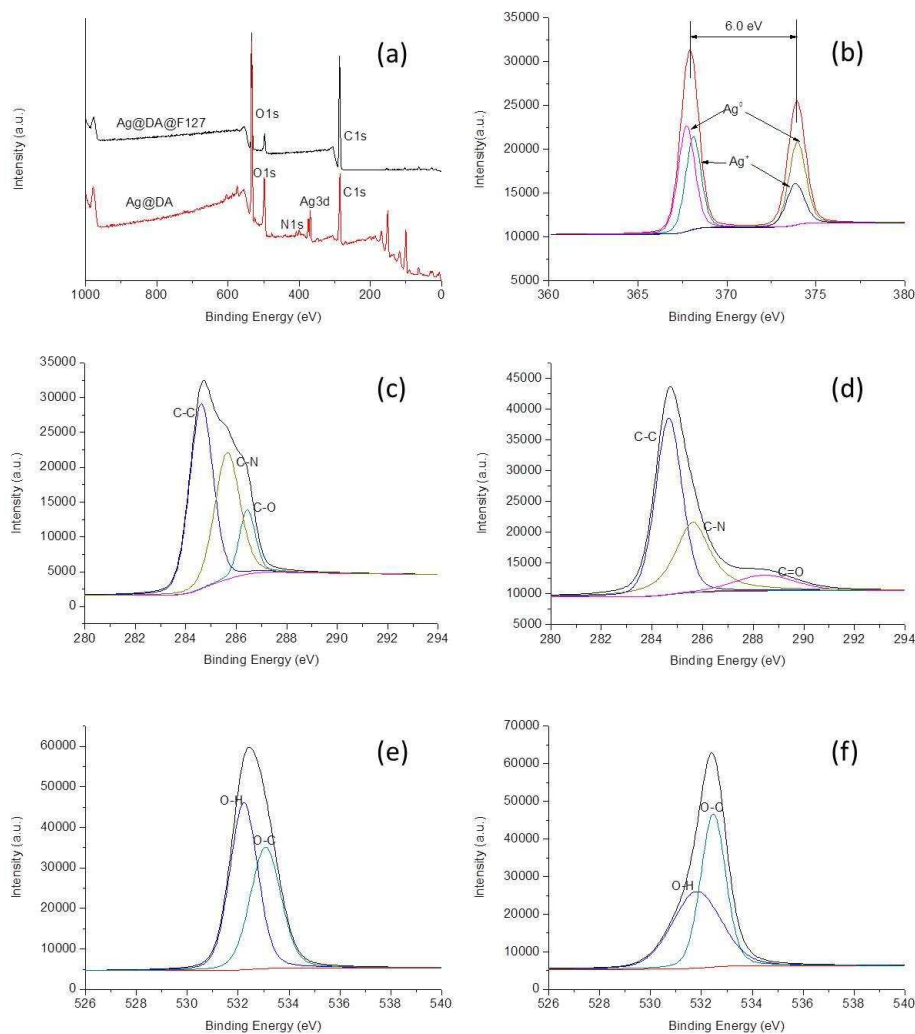 (a)
Intensity (a.u.)
Ag@DA@F127
O1s
C1s
O1s
Ag@DA
Ag3d
C1s
N1s
1000 800 600 400 200 0
Binding Energy (eV)
(b)
6.0 eV
Intensity(a.u.)
35000
30000
25000
20000
15000
10000
5000
Ag⁰
Ag⁺
360 365 370 375 380
Binding Energy (eV)
(c)
Intensity (a.u.)
35000
30000
25000
20000
15000
10000
5000
0
C-C
C-N
C-O
280 282 284 286 288 290 292 294
Binding Energy (eV)
(d)
Intensity (a.u.)
45000
40000
35000
30000
25000
20000
15000
10000
5000
C-C
C-N
C=O
280 282 284 286 288 290 292 294
Binding Energy (eV)
(e)
Intensity (a.u.)
60000
50000
40000
30000
20000
10000
0
O-H
O-C
526 528 530 532 534 536 538 540
Binding Energy (eV)
(f)
Intensity (a.u.)
70000
60000
50000
40000
30000
20000
10000
0
O-C
O-H
526 528 530 532 534 536 538 540
Binding Energy (eV)